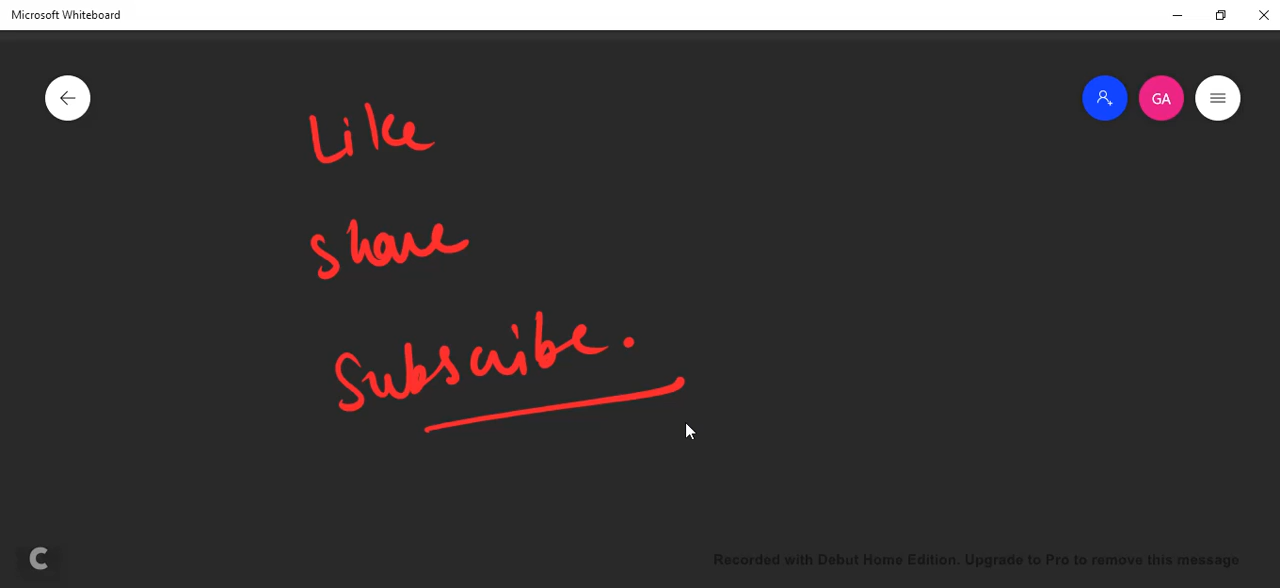 Microsoft Whiteboard
GA
Like
share
Subscribe.
C
Recorded with Debut Home Edition. Upgrade to Pro to remove this message